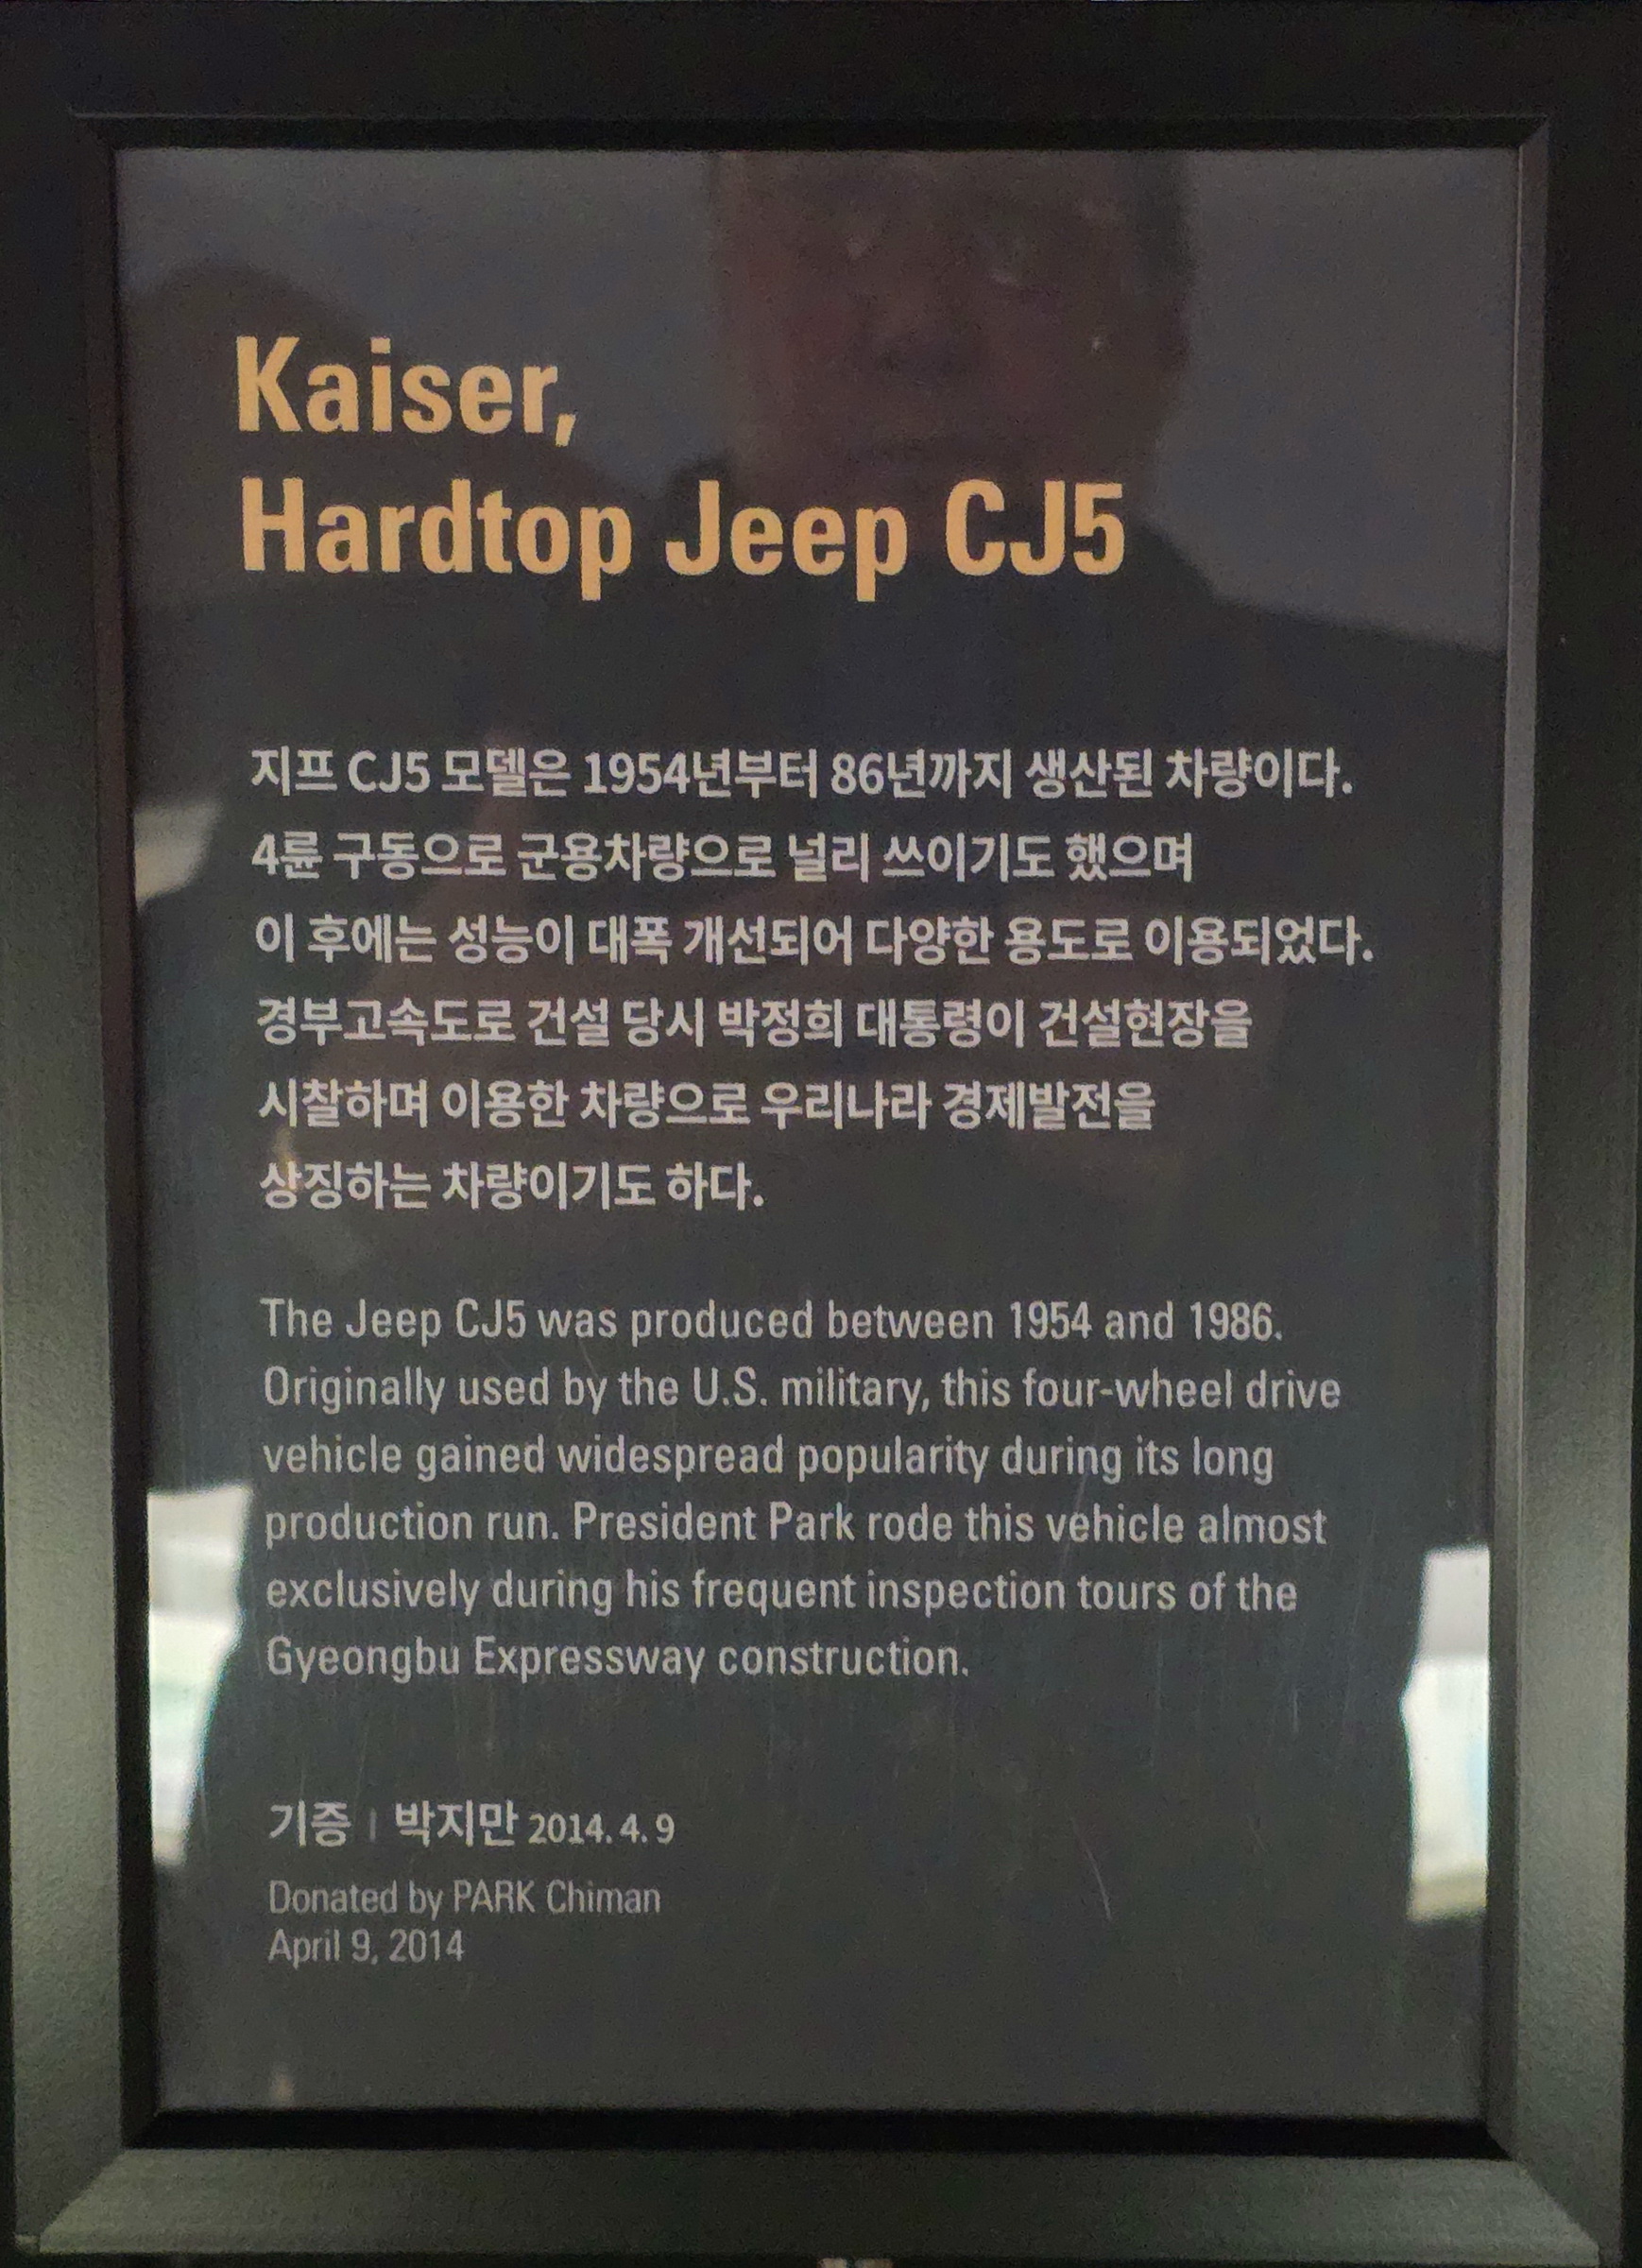 Kaiser,
Hardtop Jeep CJ5
지프 CJ5 모델은 1954년부터 86년까지 생산된 차량이다.
4륜 구동으로 군용차량으로 널리 쓰이기도 했으며
이 후에는 성능이 대폭 개선되어 다양한 용도로 이용되었다.
경부고속도로 건설 당시 박정희 대통령이 건설현장을
시찰하며 이용한 차량으로 우리나라 경제발전을
상징하는 차량이기도 하다.
The Jeep CJ5 was produced between 1954 and 1986.
Originally used by the U.S. military, this four-wheel drive
vehicle gained widespread popularity during its long
production run. President Park rode this vehicle almost
exclusively during his frequent inspection tours of the
Gyeongbu Expressway construction.
기증 | 박지만 2014. 4. 9
Donated by PARK Chiman
April 9, 2014